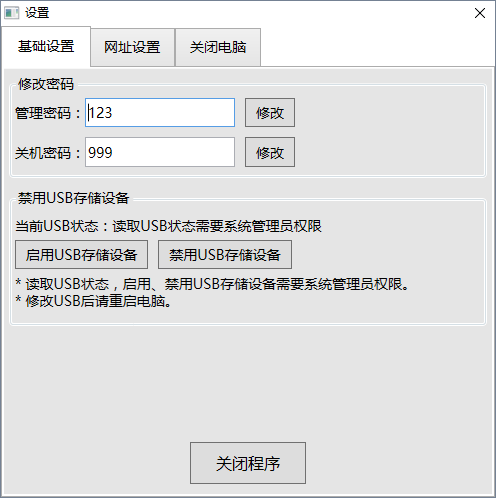 设置
基础设置 网址设置 关闭电脑
修改密码
管理密码：123 修改
关机密码：999 修改
禁用USB存储设备
当前USB状态：读取USB状态需要系统管理员权限
启用USB存储设备 禁用USB存储设备
* 读取USB状态，启用、禁用USB存储设备需要系统管理员权限。
* 修改USB后请重启电脑。
关闭程序